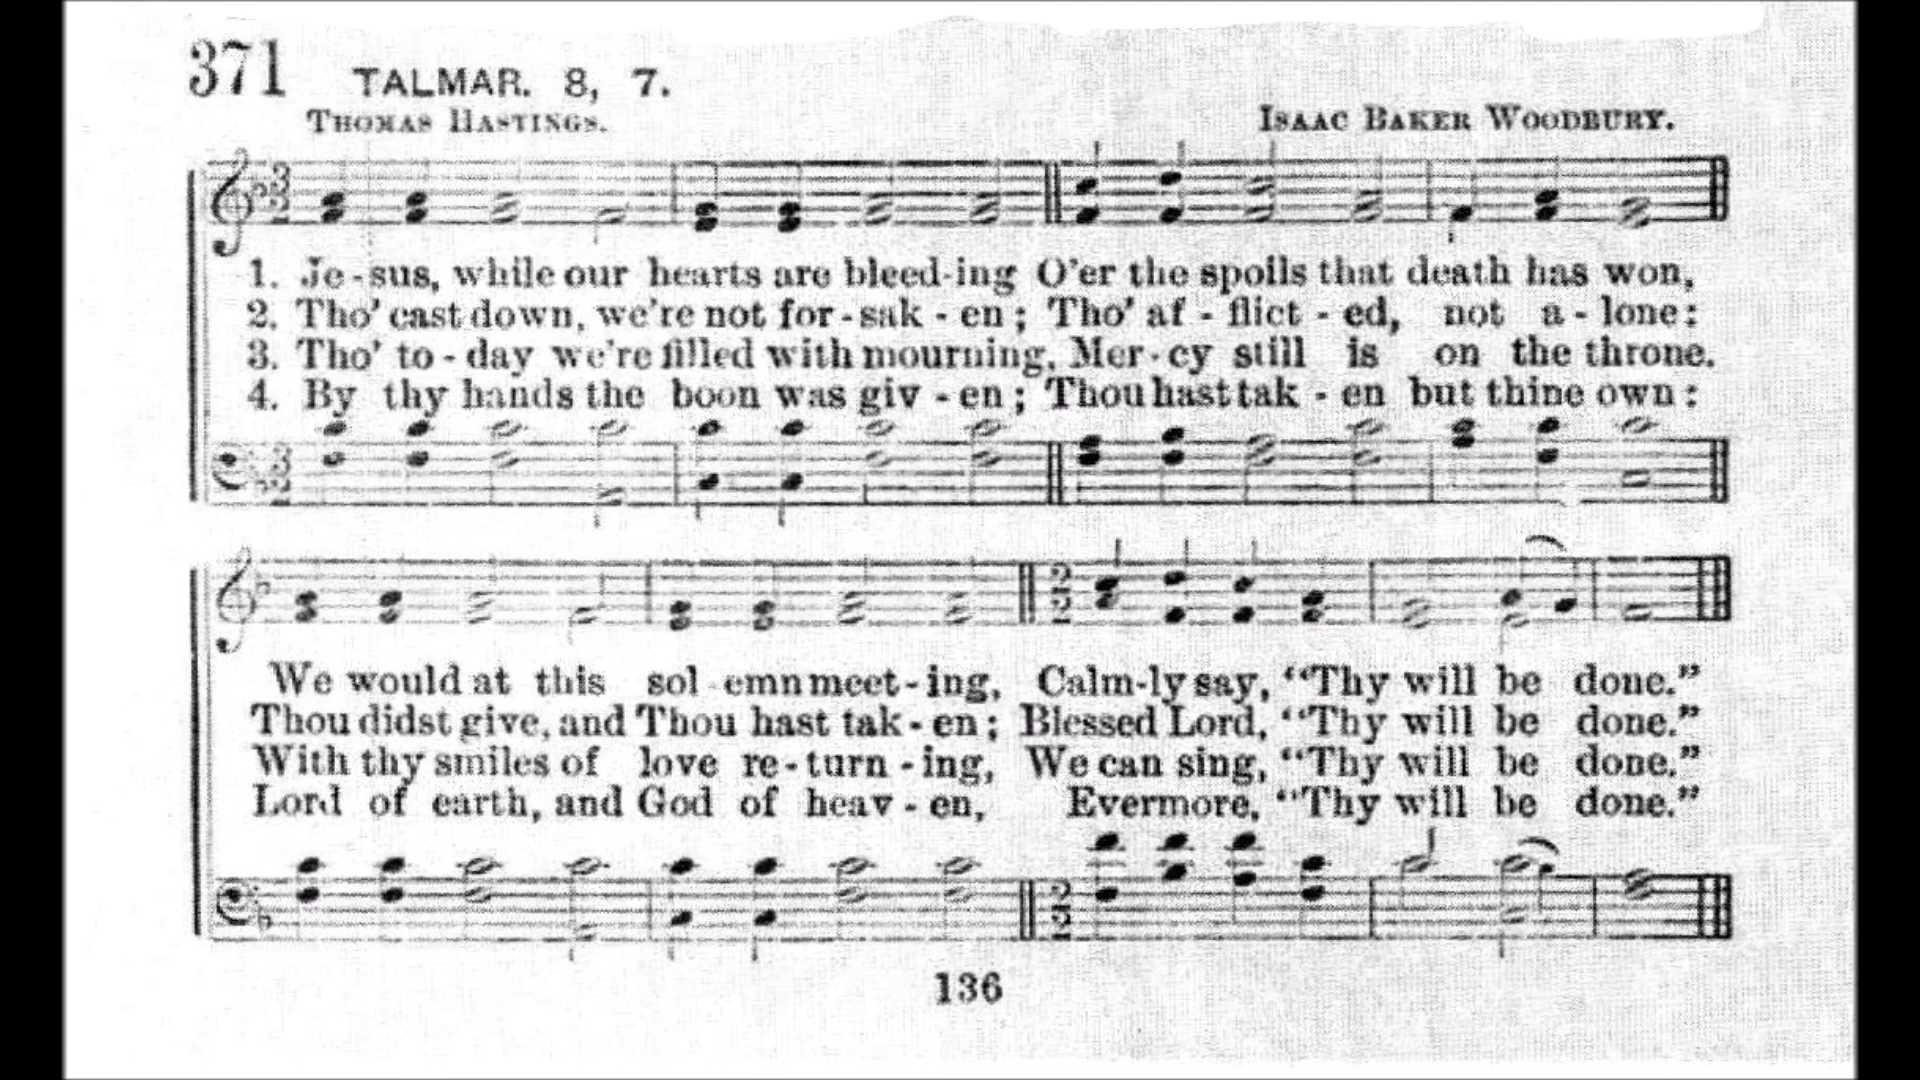 371 TALMAR. 8, 7.
THOMAS HASTINGS. ISAAC BAKER WOODBURY.
1. Je-sus, while our hearts are bleed-ing O'er the spoils that death has won,
2. Tho' cast down, we're not for-sak-en; Tho' af-flict-ed, not a-lone:
3. Tho' to-day we're filled with mourning, Mer-cy still is on the throne.
4. By thy hands the boon was giv-en; Thou hast tak-en but thine own:
We would at this sol-emn meet-ing, Calm-ly say, "Thy will be done."
Thou didst give, and Thou hast tak-en; Blessed Lord, "Thy will be done."
With thy smiles of love re-turn-ing, We can sing, "Thy will be done."
Lord of earth, and God of heav-en, Evermore, "Thy will be done."
136